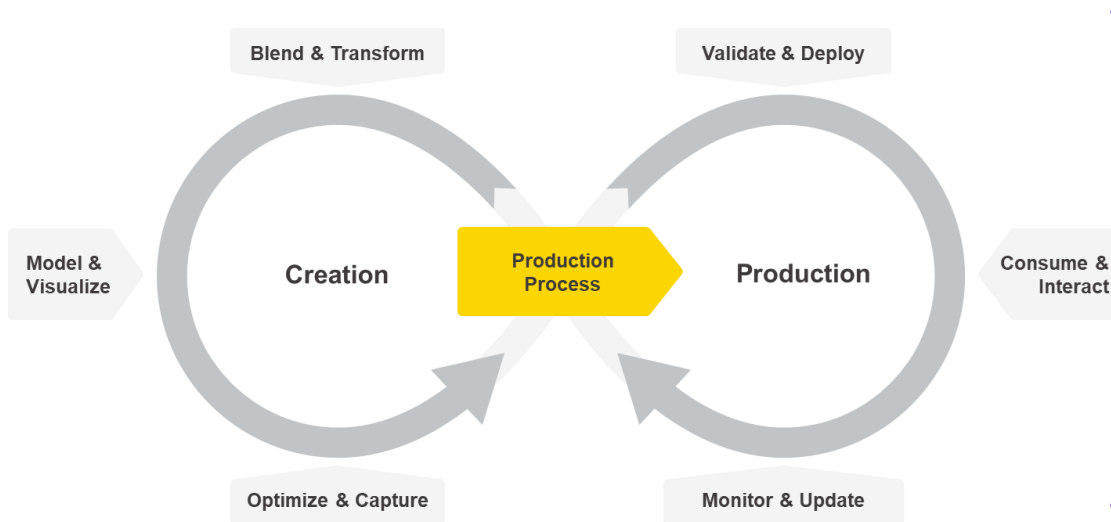 Blend & Transform
Validate & Deploy
Model &
Visualize
Creation
Production
Process
Production
Consume &
Interact
Optimize & Capture
Monitor & Update